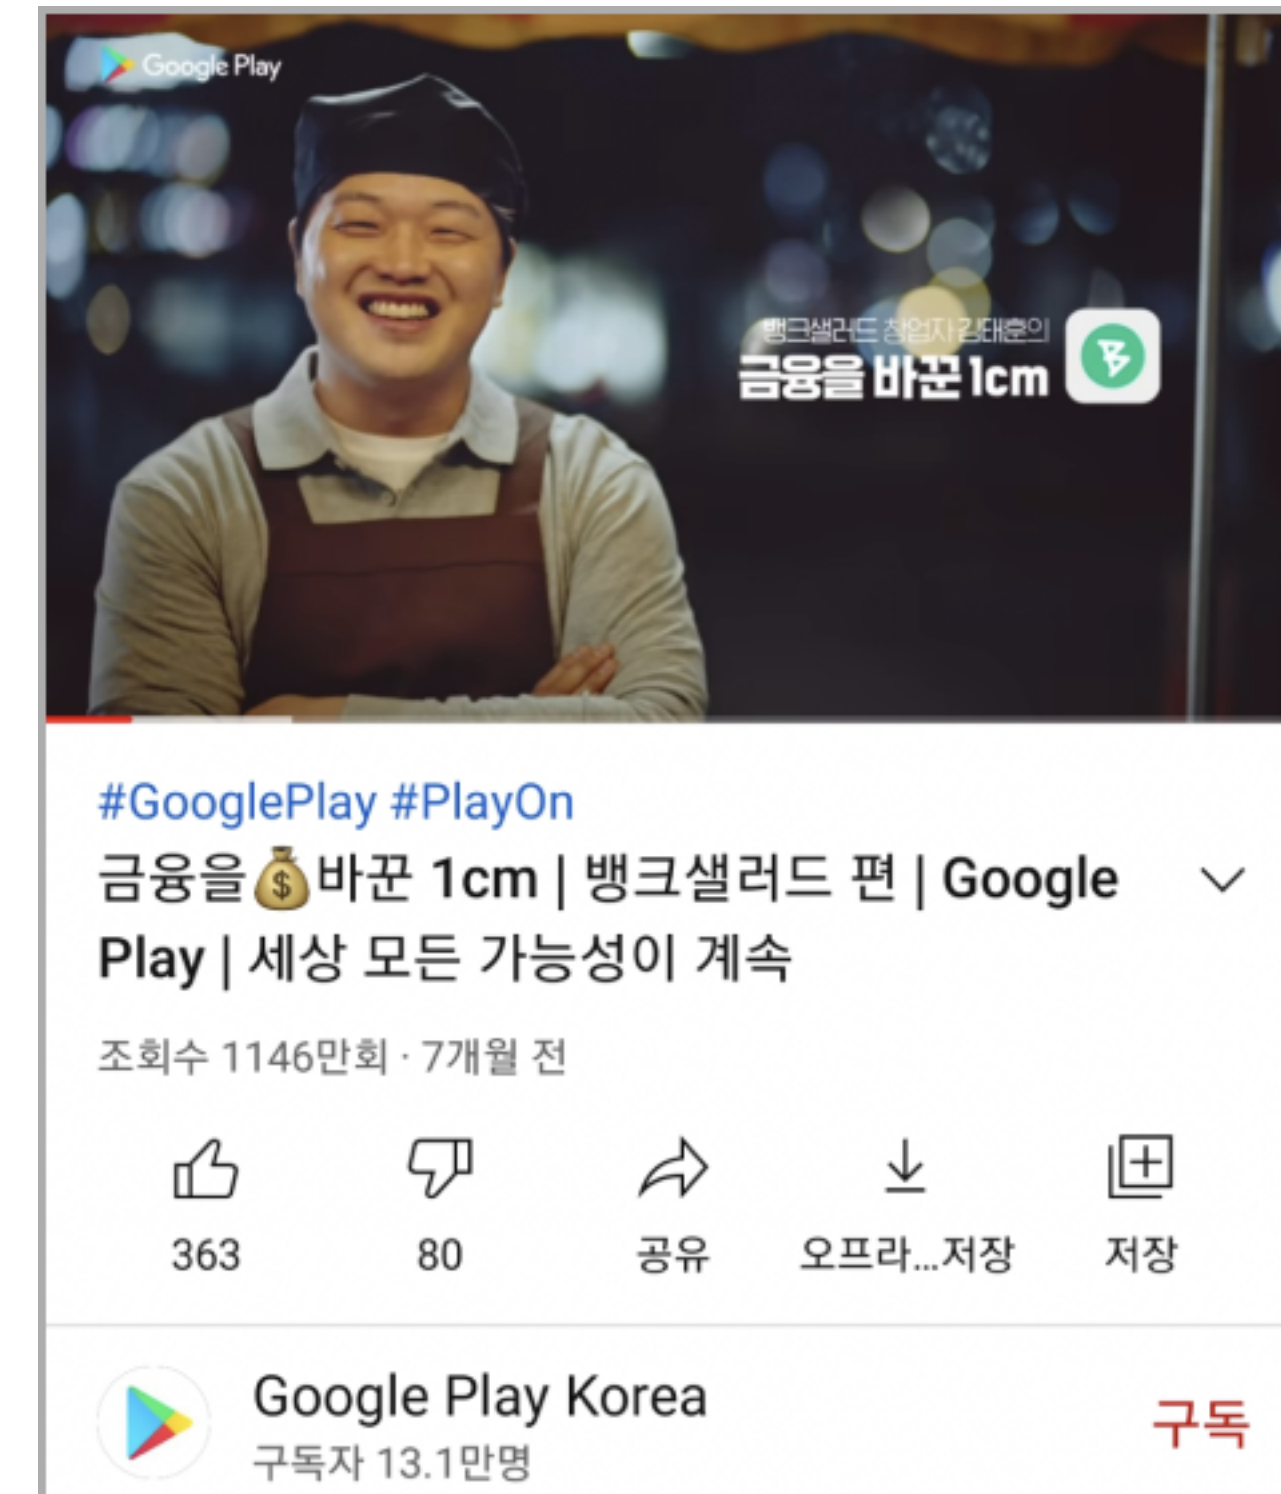 Google Play
뱅크샐러드 창업자 김태훈의
금융을 바꾼 1cm
#GooglePlay #PlayOn
금융을💰바꾼 1cm | 뱅크샐러드 편 | Google
Play | 세상 모든 가능성이 계속
조회수 1146만회 · 7개월 전
363 80 공유 오프라...저장 저장
Google Play Korea
구독
구독자 13.1만명